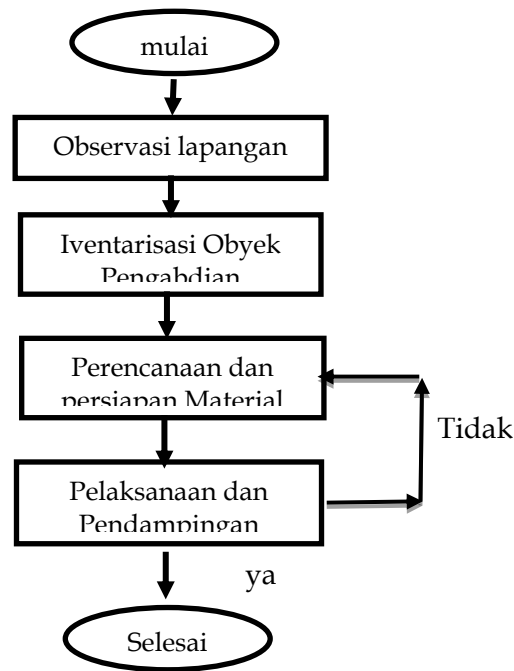 mulai
Observasi lapangan
Iventarisasi Obyek
Pengabdian
Perencanaan dan
persiapan Material
Tidak
Pelaksanaan dan
Pendampingan
ya
Selesai